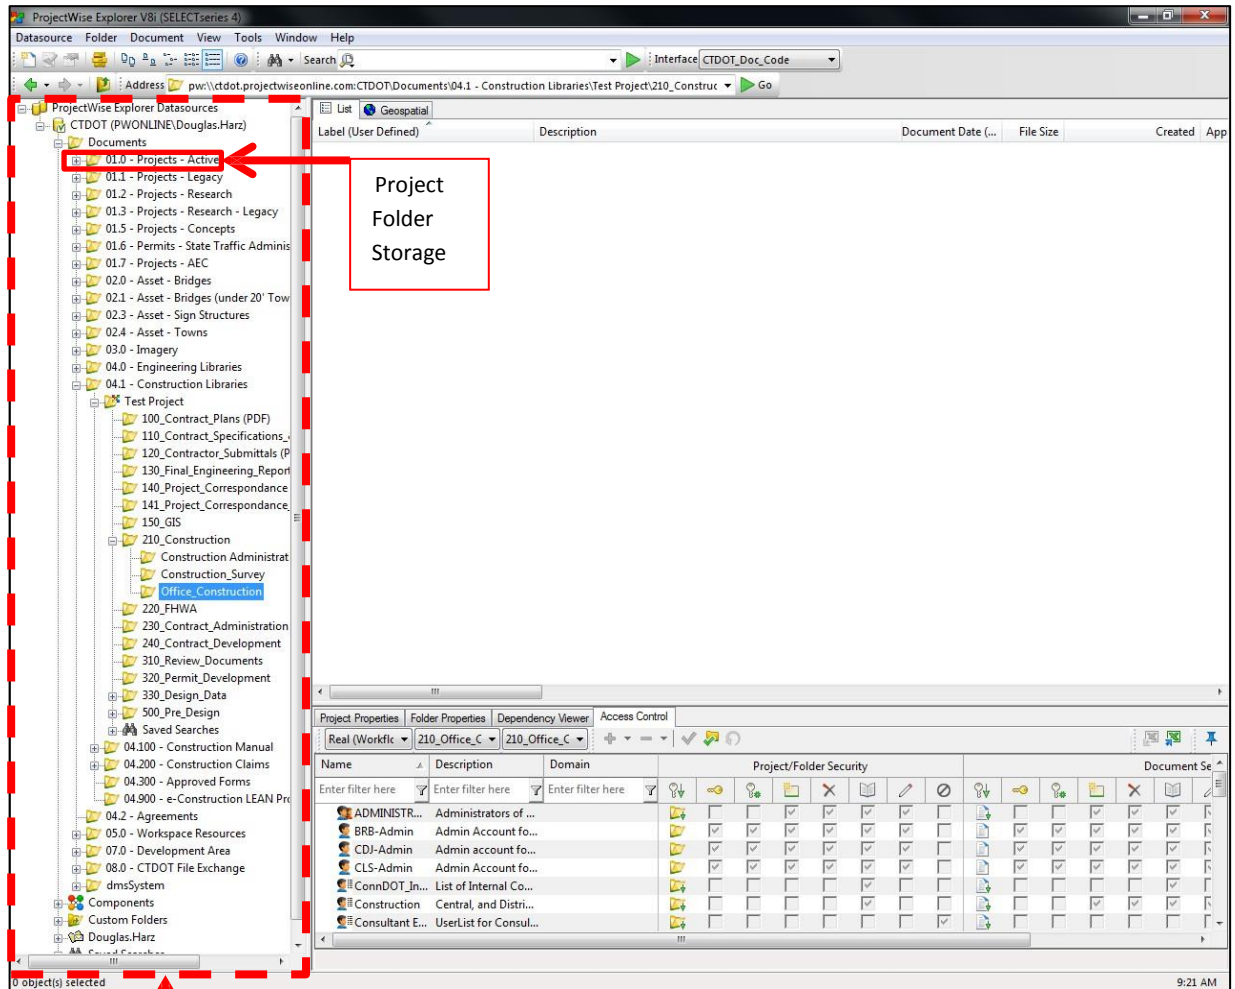 ProjectWise Explorer V8i (SELECTseries 4)
Datasource Folder Document View Tools Window Help
Search
Interface CTDOT_Doc_Code
Address pw:\\ctdot.projectwiseonline.com:CTDOT\Documents\04.1 - Construction Libraries\Test Project\210_Construc Go
ProjectWise Explorer Datasources
CTDOT (PWONLINE\Douglas.Harz)
Documents
01.0 - Projects - Active
01.1 - Projects - Legacy
01.2 - Projects - Research
01.3 - Projects - Research - Legacy
01.5 - Projects - Concepts
01.6 - Permits - State Traffic Adminis
01.7 - Projects - AEC
02.0 - Asset - Bridges
02.1 - Asset - Bridges (under 20' Tow
02.3 - Asset - Sign Structures
02.4 - Asset - Towns
03.0 - Imagery
04.0 - Engineering Libraries
04.1 - Construction Libraries
Test Project
100_Contract_Plans (PDF)
110_Contract_Specifications_
120_Contractor_Submittals (P
130_Final_Engineering_Report
140_Project_Correspondance
141_Project_Correspondance_
150_GIS
210_Construction
Construction Administrat
Construction_Survey
Office_Construction
220_FHWA
230_Contract_Administration
240_Contract_Development
310_Review_Documents
320_Permit_Development
330_Design_Data
500_Pre_Design
Saved Searches
04.100 - Construction Manual
04.200 - Construction Claims
04.300 - Approved Forms
04.900 - e-Construction LEAN Pro
04.2 - Agreements
05.0 - Workspace Resources
07.0 - Development Area
08.0 - CTDOT File Exchange
dmsSystem
Components
Custom Folders
Douglas.Harz
Saved Searches
List Geospatial
Label (User Defined) Description Document Date (... File Size Created App
Project
Folder
Storage
Project Properties Folder Properties Dependency Viewer Access Control
Real (Workflc 210_Office_C 210_Office_C
Name Description Domain Project/Folder Security Document Se
Enter filter here Enter filter here Enter filter here
ADMINISTR... Administrators of ...
BRB-Admin Admin Account fo...
CDJ-Admin Admin account fo...
CLS-Admin Admin Account fo...
ConnDOT_In... List of Internal Co...
Construction Central, and Distri...
Consultant E... UserList for Consul...
0 object(s) selected
9:21 AM